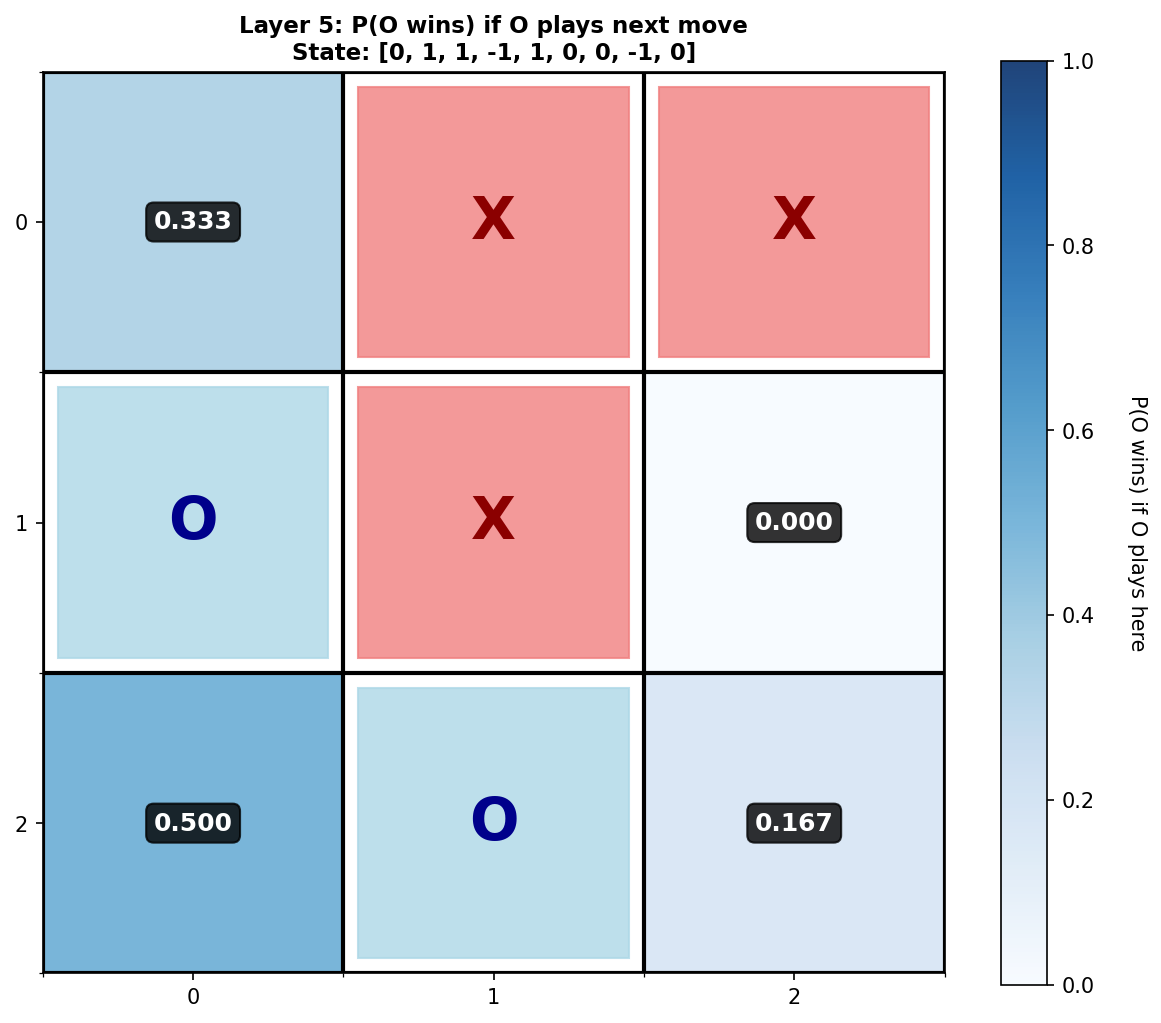 Layer 5: P(O wins) if O plays next move
State: [0, 1, 1, -1, 1, 0, 0, -1, 0]
0
0.333
X
X
1
O
X
0.000
2
0.500
O
0.167
0
1
2
1.0
0.8
0.6
0.4
0.2
0.0
P(O wins) if O plays here